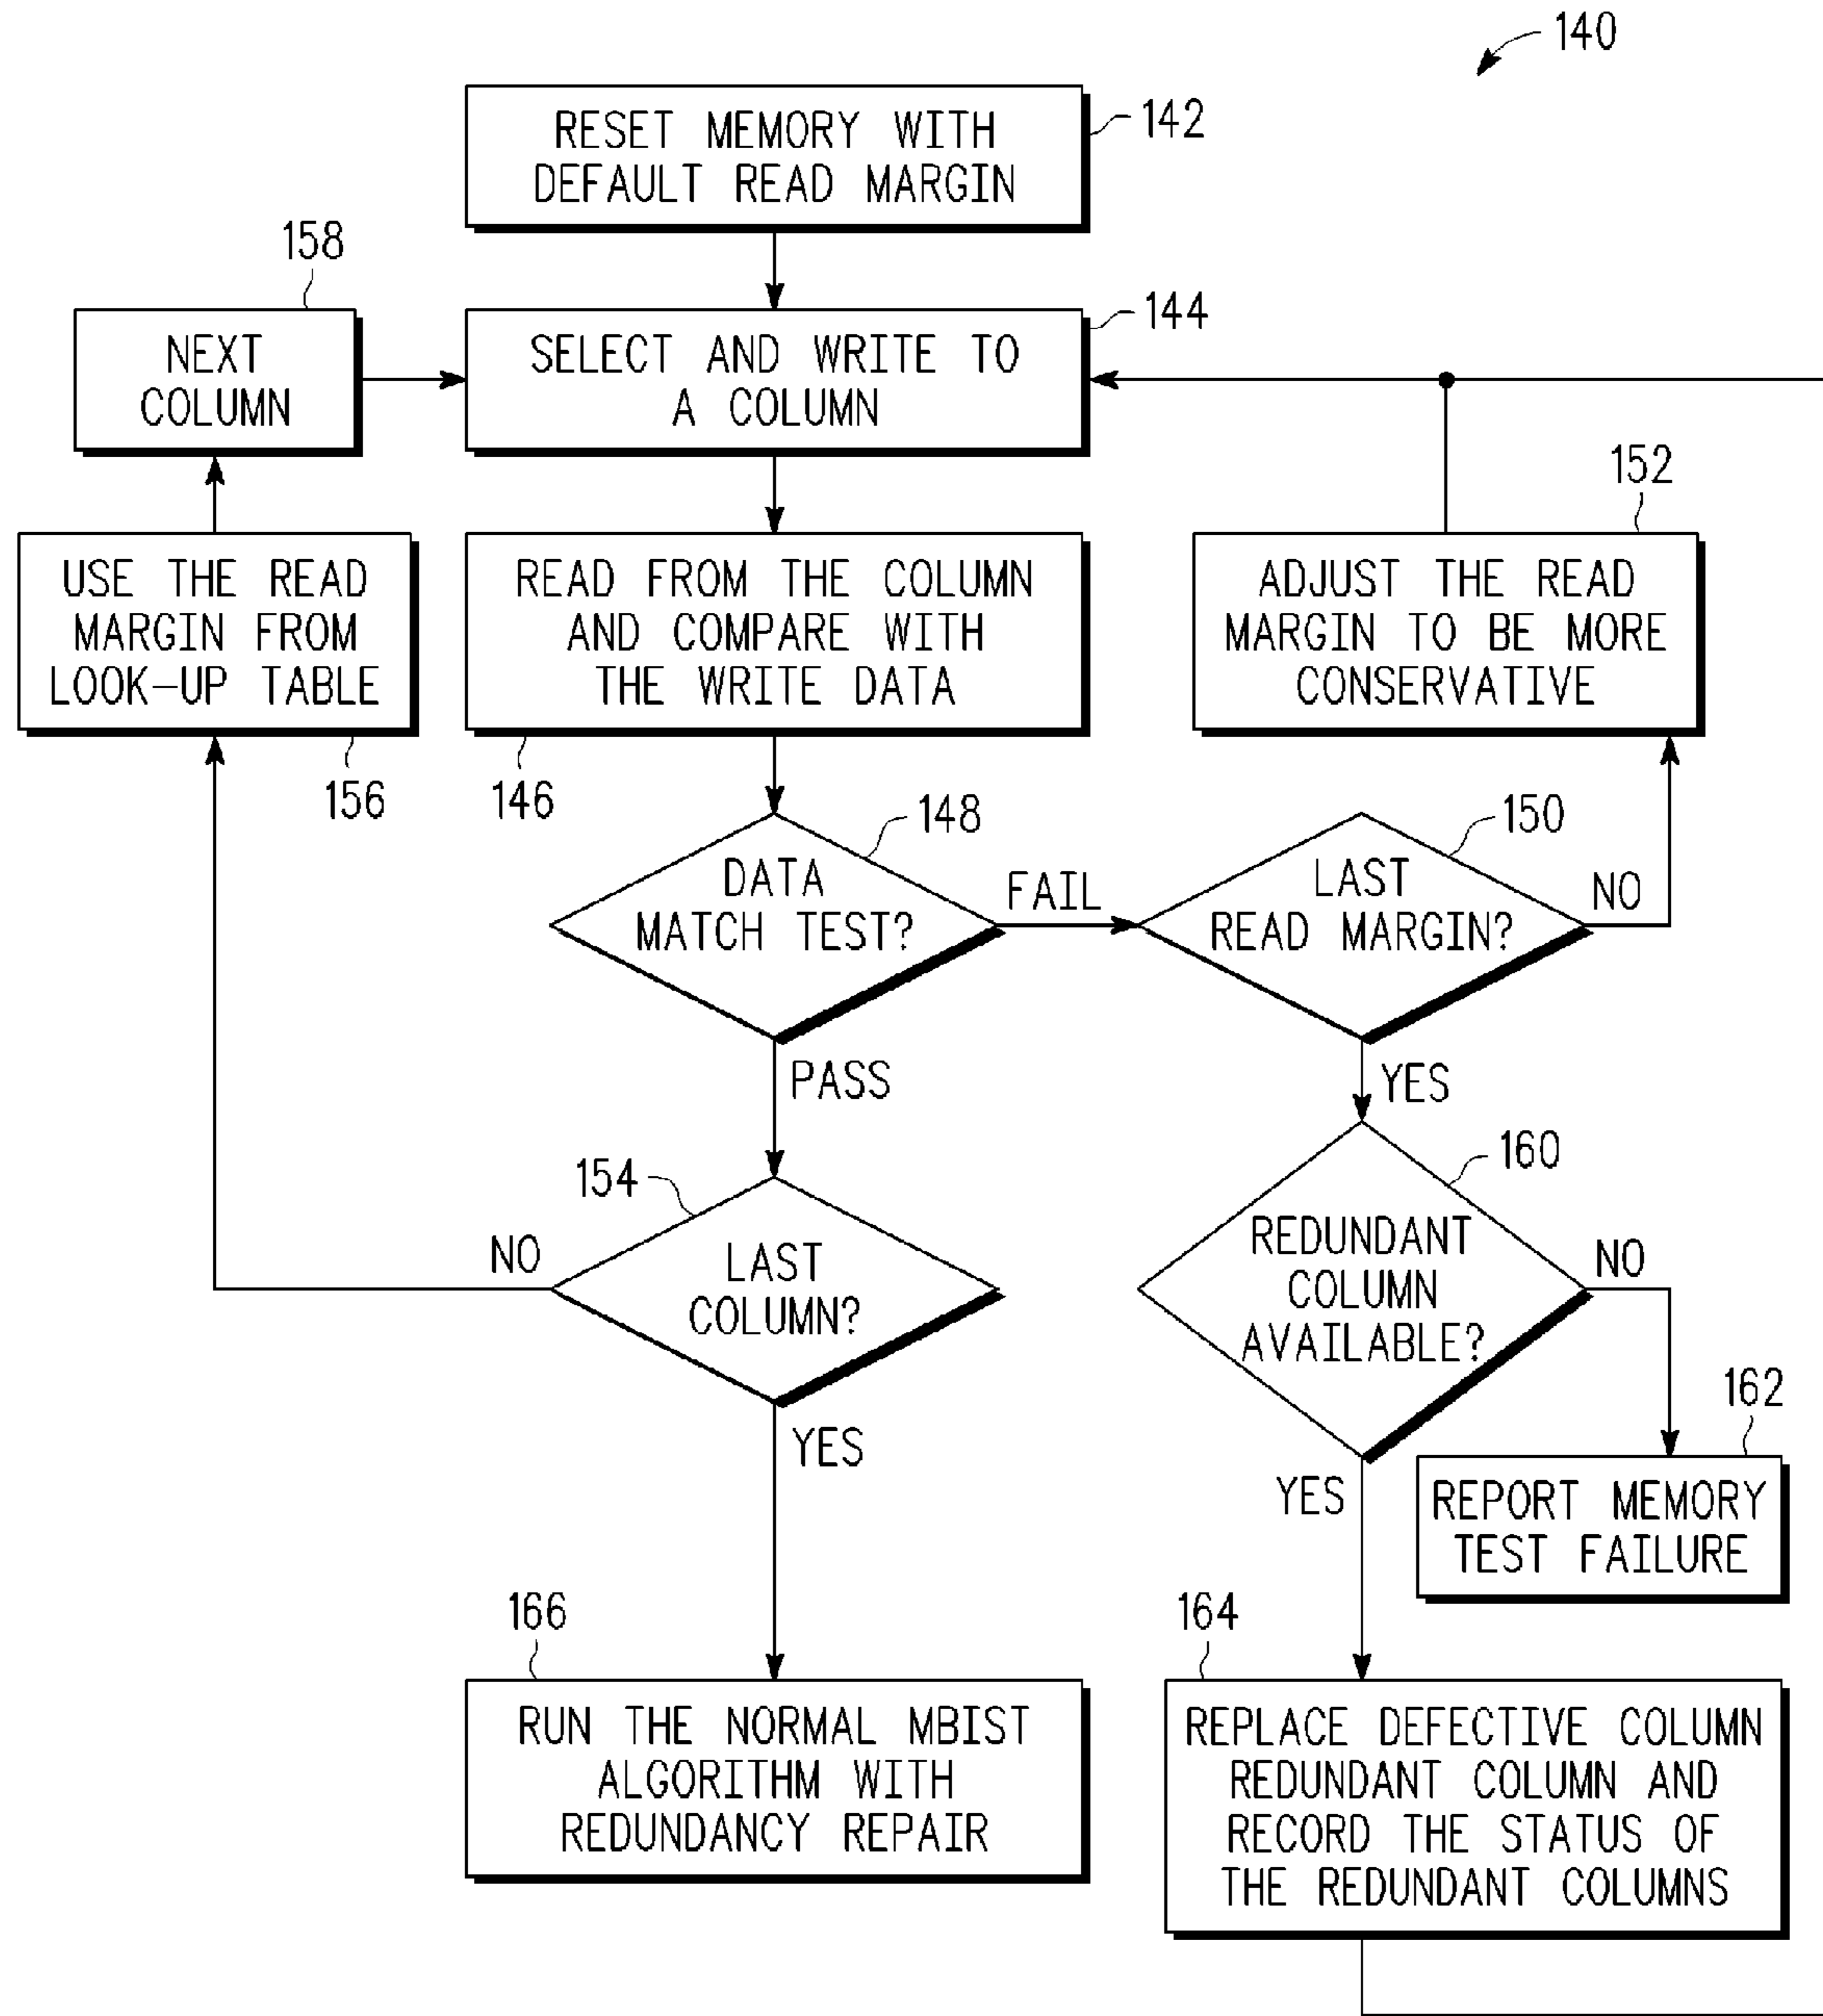 140
RESET MEMORY WITH
DEFAULT READ MARGIN
142
158
NEXT
COLUMN
SELECT AND WRITE TO
A COLUMN
144
USE THE READ
MARGIN FROM
LOOK-UP TABLE
156
READ FROM THE COLUMN
AND COMPARE WITH
THE WRITE DATA
146
152
ADJUST THE READ
MARGIN TO BE MORE
CONSERVATIVE
148
DATA
MATCH TEST?
FAIL
150
LAST
READ MARGIN?
NO
PASS
YES
154
NO
LAST
COLUMN?
YES
160
REDUNDANT
COLUMN
AVAILABLE?
NO
YES
162
REPORT MEMORY
TEST FAILURE
166
RUN THE NORMAL MBIST
ALGORITHM WITH
REDUNDANCY REPAIR
164
REPLACE DEFECTIVE COLUMN
REDUNDANT COLUMN AND
RECORD THE STATUS OF
THE REDUNDANT COLUMNS